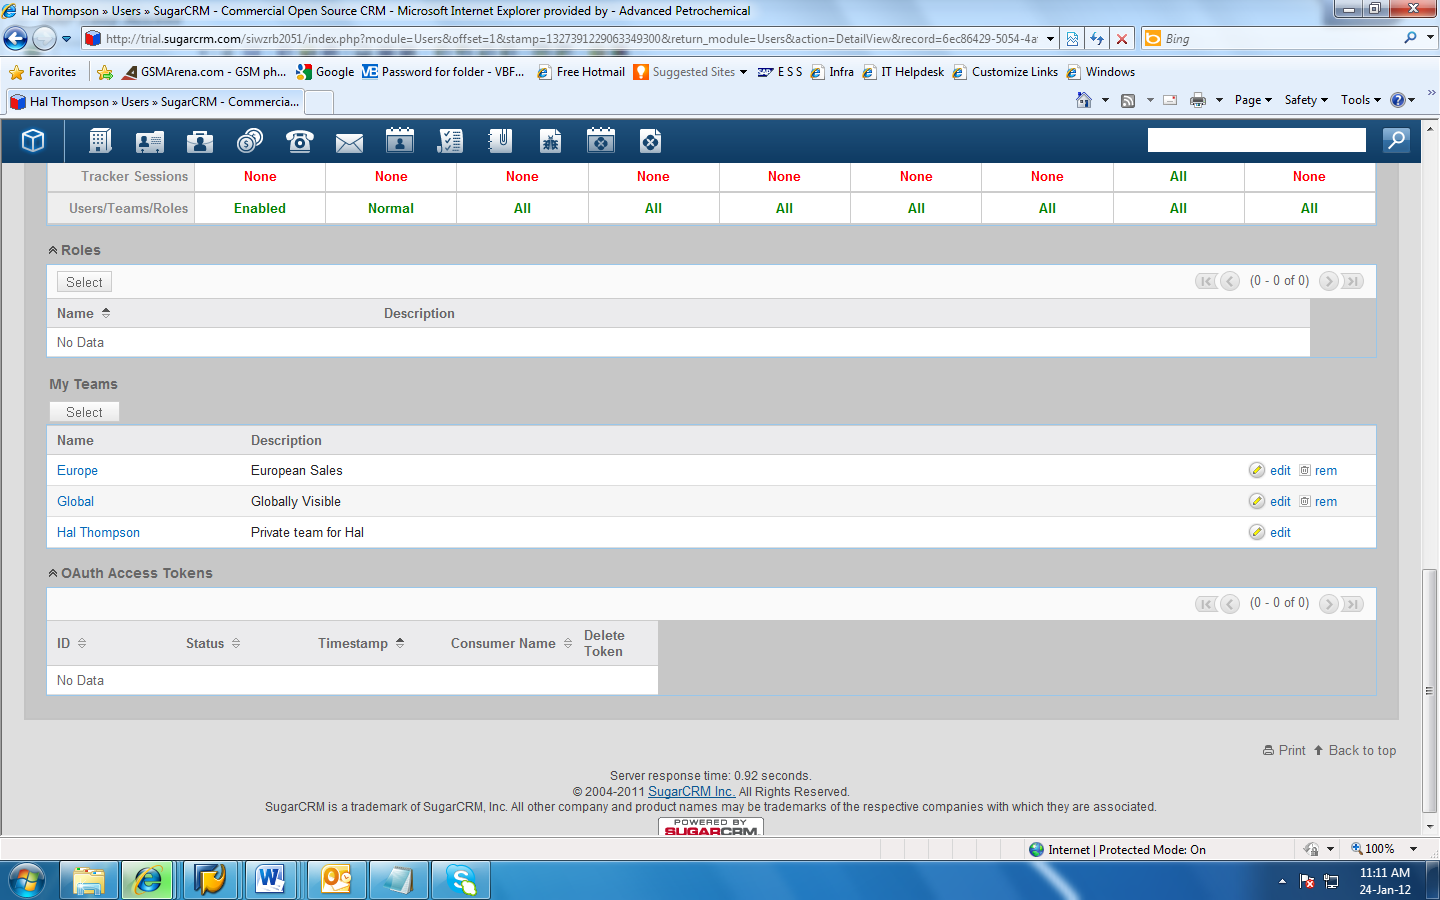 Hal Thompson » Users » SugarCRM - Commercial Open Source CRM - Microsoft Internet Explorer provided by - Advanced Petrochemical
http://trial.sugarcrm.com/siwzrb2051/index.php?module=Users&offset=1&stamp=1327391229063349300&return_module=Users&action=DetailView&record=6ec86429-5054-4a
Bing
Favorites GSMArena.com - GSM ph... Google Password for folder - VBF... Free Hotmail Suggested Sites E S S Infra IT Helpdesk Customize Links Windows
Hal Thompson » Users » SugarCRM - Commercia...
Page Safety Tools
Tracker Sessions None None None None None None None All None
Users/Teams/Roles Enabled Normal All All All All All All All
Roles
Select (0 - 0 of 0)
Name Description
No Data
My Teams
Select
Name Description
Europe European Sales edit rem
Global Globally Visible edit rem
Hal Thompson Private team for Hal edit
OAuth Access Tokens
(0 - 0 of 0)
ID Status Timestamp Consumer Name Delete Token
No Data
Print Back to top
Server response time: 0.92 seconds.
© 2004-2011 SugarCRM Inc. All Rights Reserved.
SugarCRM is a trademark of SugarCRM, Inc. All other company and product names may be trademarks of the respective companies with which they are associated.
POWERED BY
SUGARCRM
Internet | Protected Mode: On 100%
11:11 AM
24-Jan-12